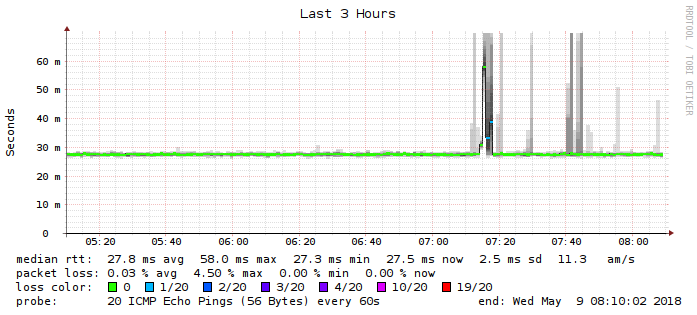 Last 3 Hours
RRDTOOL / TOBI OETIKER
Seconds
60 m
50 m
40 m
30 m
20 m
10 m
0
05:20 05:40 06:00 06:20 06:40 07:00 07:20 07:40 08:00
median rtt: 27.8 ms avg 58.0 ms max 27.3 ms min 27.5 ms now 2.5 ms sd 11.3 am/s
packet loss: 0.03 % avg 4.50 % max 0.00 % min 0.00 % now
loss color: 0 1/20 2/20 3/20 4/20 10/20 19/20
probe: 20 ICMP Echo Pings (56 Bytes) every 60s end: Wed May 9 08:10:02 2018